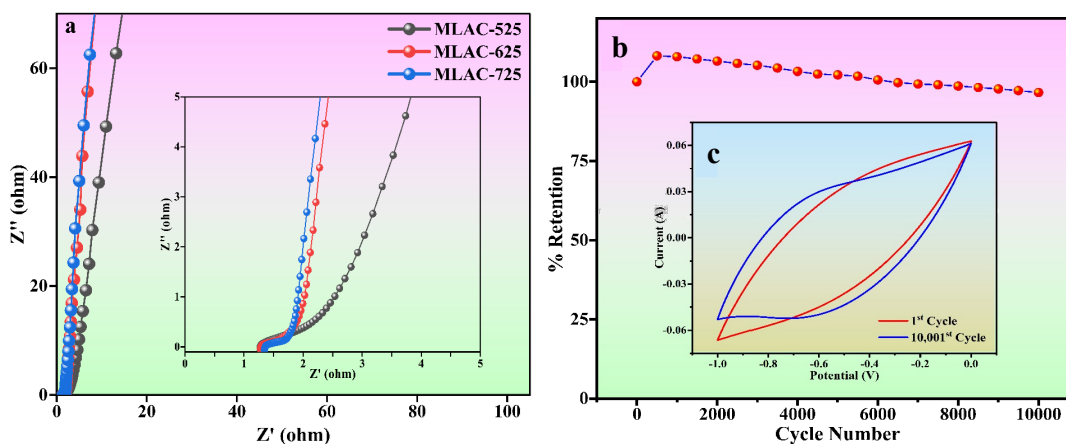 a
MLAC-525
MLAC-625
MLAC-725
60
40
20
0
Z'' (ohm)
0
20
40
60
80
100
Z' (ohm)
5
4
3
2
1
0
Z'' (ohm)
0
1
2
3
4
5
Z' (ohm)
b
100
75
50
25
0
% Retention
0
2000
4000
6000
8000
10000
Cycle Number
c
0.06
0.03
0.00
-0.03
-0.06
Current (A)
1st Cycle
10,001st Cycle
-1.0
-0.8
-0.6
-0.4
-0.2
0.0
Potential (V)